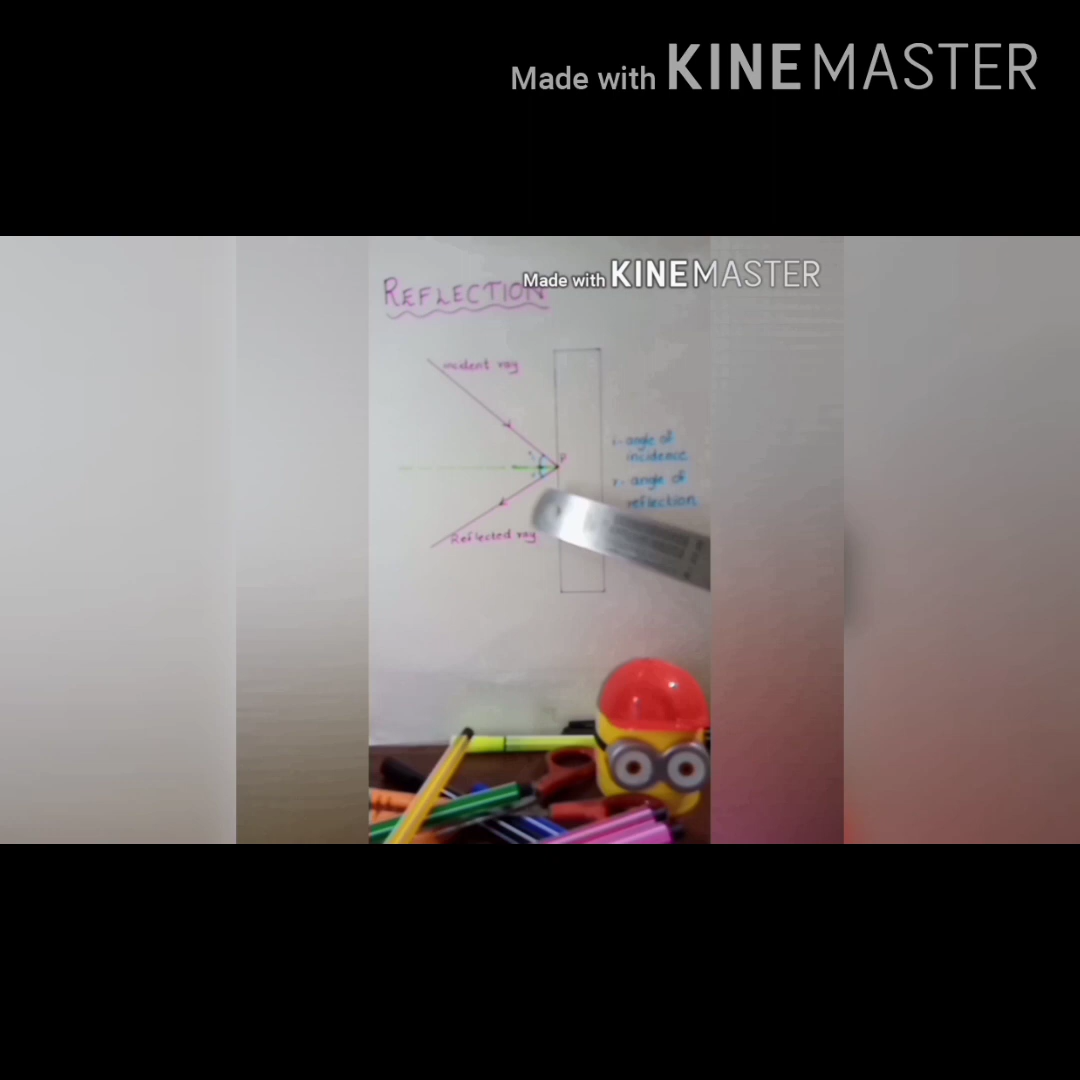 Made with KINEMASTER
Made with KINEMASTER
REFLECTION
incident ray
P
i - angle of
incidence
r - angle of
reflection
Reflected ray